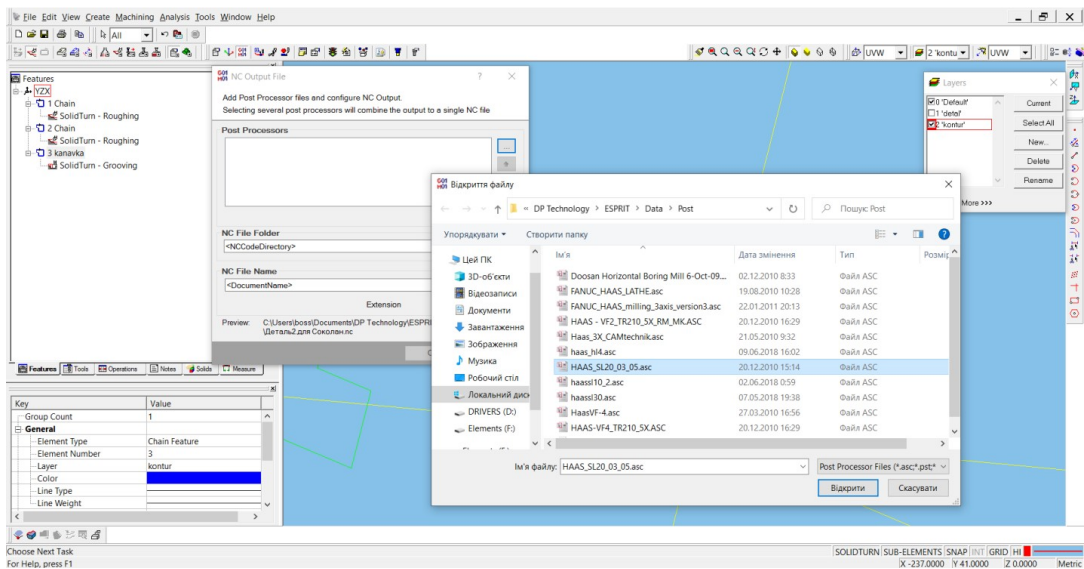 File Edit View Create Machining Analysis Tools Window Help
All
UVW
2 'kontu
UVW
Features
YZX
1 Chain
SolidTurn - Roughing
2 Chain
SolidTurn - Roughing
3 kanavka
SolidTurn - Grooving
Features Tools Operations Notes Solids Measure
Key Value
Group Count 1
General
Element Type Chain Feature
Element Number 3
Layer kontur
Color
Line Type
Line Weight
NC Output File
Add Post Processor files and configure NC Output.
Selecting several post processors will combine the output to a single NC file
Post Processors
...
NC File Folder
<NCCodeDirectory>
NC File Name
<DocumentName>
Extension
Preview: C:\Users\boss\Documents\DP Technology\ESPRI
\Деталь2 для Соколан.nc
Layers
0 'Default'
1 'detal'
2 'kontur'
Current
Select All
New...
Delete
Rename
More >>>
Відкриття файлу
« DP Technology > ESPRIT > Data > Post
Пошук: Post
Упорядкувати Створити папку
Цей ПК
3D-об'єкти
Відеозаписи
Документи
Завантаження
Зображення
Музика
Робочий стіл
Локальний диск
DRIVERS (D:)
Elements (F:)
Ім'я Дата змінення Тип Розмір
Doosan Horizontal Boring Mill 6-Oct-09... 02.12.2010 8:33 Файл ASC
FANUC_HAAS_LATHE.asc 19.08.2010 10:28 Файл ASC
FANUC_HAAS_milling_3axis_version3.asc 22.01.2011 20:13 Файл ASC
HAAS - VF2_TR210_5X_RM_MK.ASC 20.12.2010 16:29 Файл ASC
Haas_3X_CAMtechnik.asc 21.05.2010 9:32 Файл ASC
haas_hl4.asc 09.06.2018 16:02 Файл ASC
HAAS_SL20_03_05.asc 20.12.2010 15:14 Файл ASC
haassl10_2.asc 02.06.2018 0:59 Файл ASC
haassl30.asc 07.05.2018 19:38 Файл ASC
HaasVF-4.asc 27.03.2010 16:56 Файл ASC
HAAS-VF4_TR210_5X.ASC 20.12.2010 16:29 Файл ASC
Ім'я файлу: HAAS_SL20_03_05.asc
Post Processor Files (*.asc;*.pst;*
Відкрити Скасувати
Choose Next Task
SOLIDTURN SUB-ELEMENTS SNAP INT GRID HI
For Help, press F1
X -237.0000 Y 41.0000 Z 0.0000 Metric